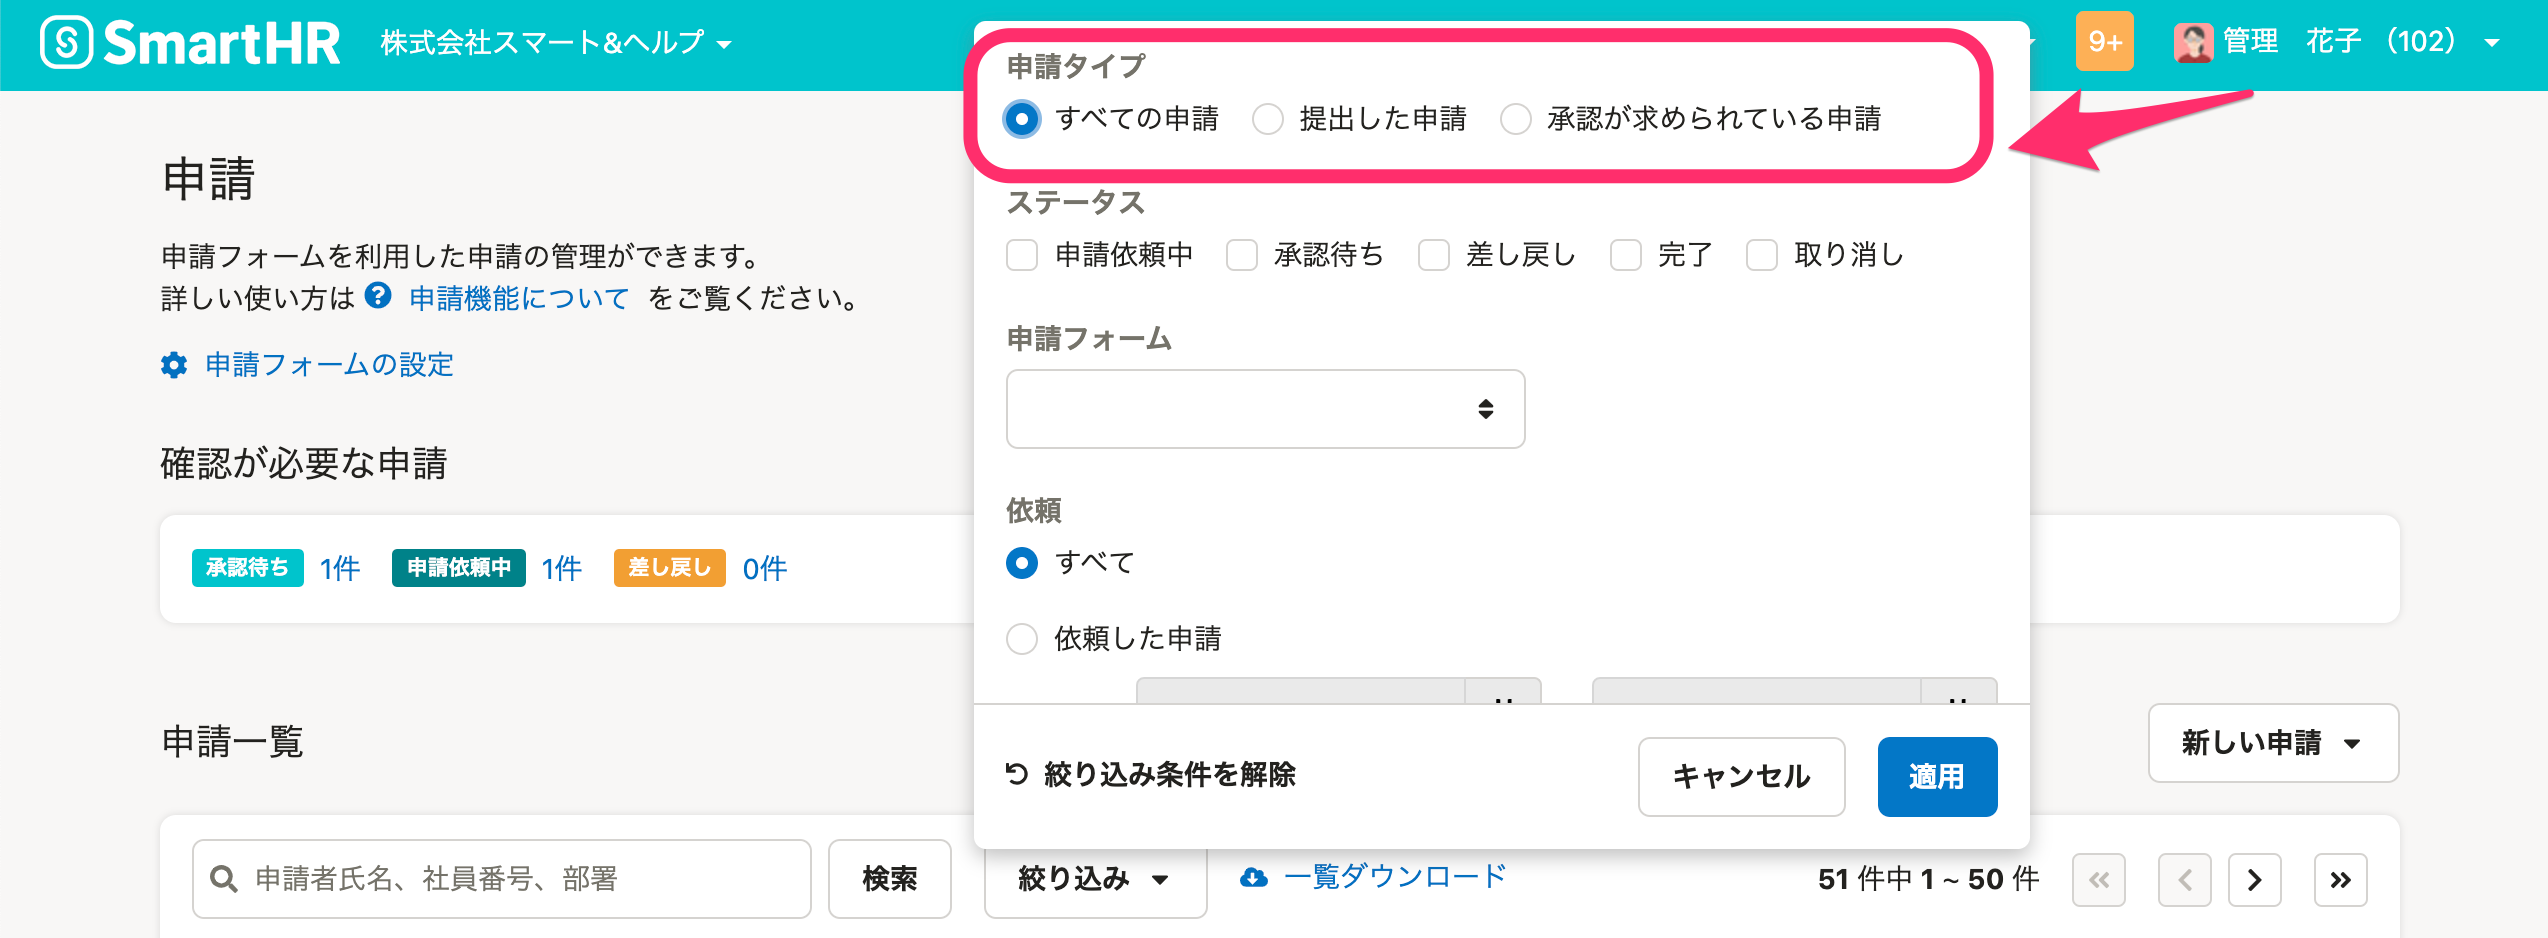 SmartHR 株式会社スマート&ヘルプ
9+ 管理 花子 (102)
申請
申請フォームを利用した申請の管理ができます。
詳しい使い方は ? 申請機能について をご覧ください。
申請フォームの設定
確認が必要な申請
承認待ち 1件 申請依頼中 1件 差し戻し 0件
申請タイプ
すべての申請 提出した申請 承認が求められている申請
ステータス
申請依頼中 承認待ち 差し戻し 完了 取り消し
申請フォーム
依頼
すべて
依頼した申請
絞り込み条件を解除 キャンセル 適用
申請一覧
新しい申請
申請者氏名、社員番号、部署 検索 絞り込み 一覧ダウンロード 51 件中 1 ~ 50 件